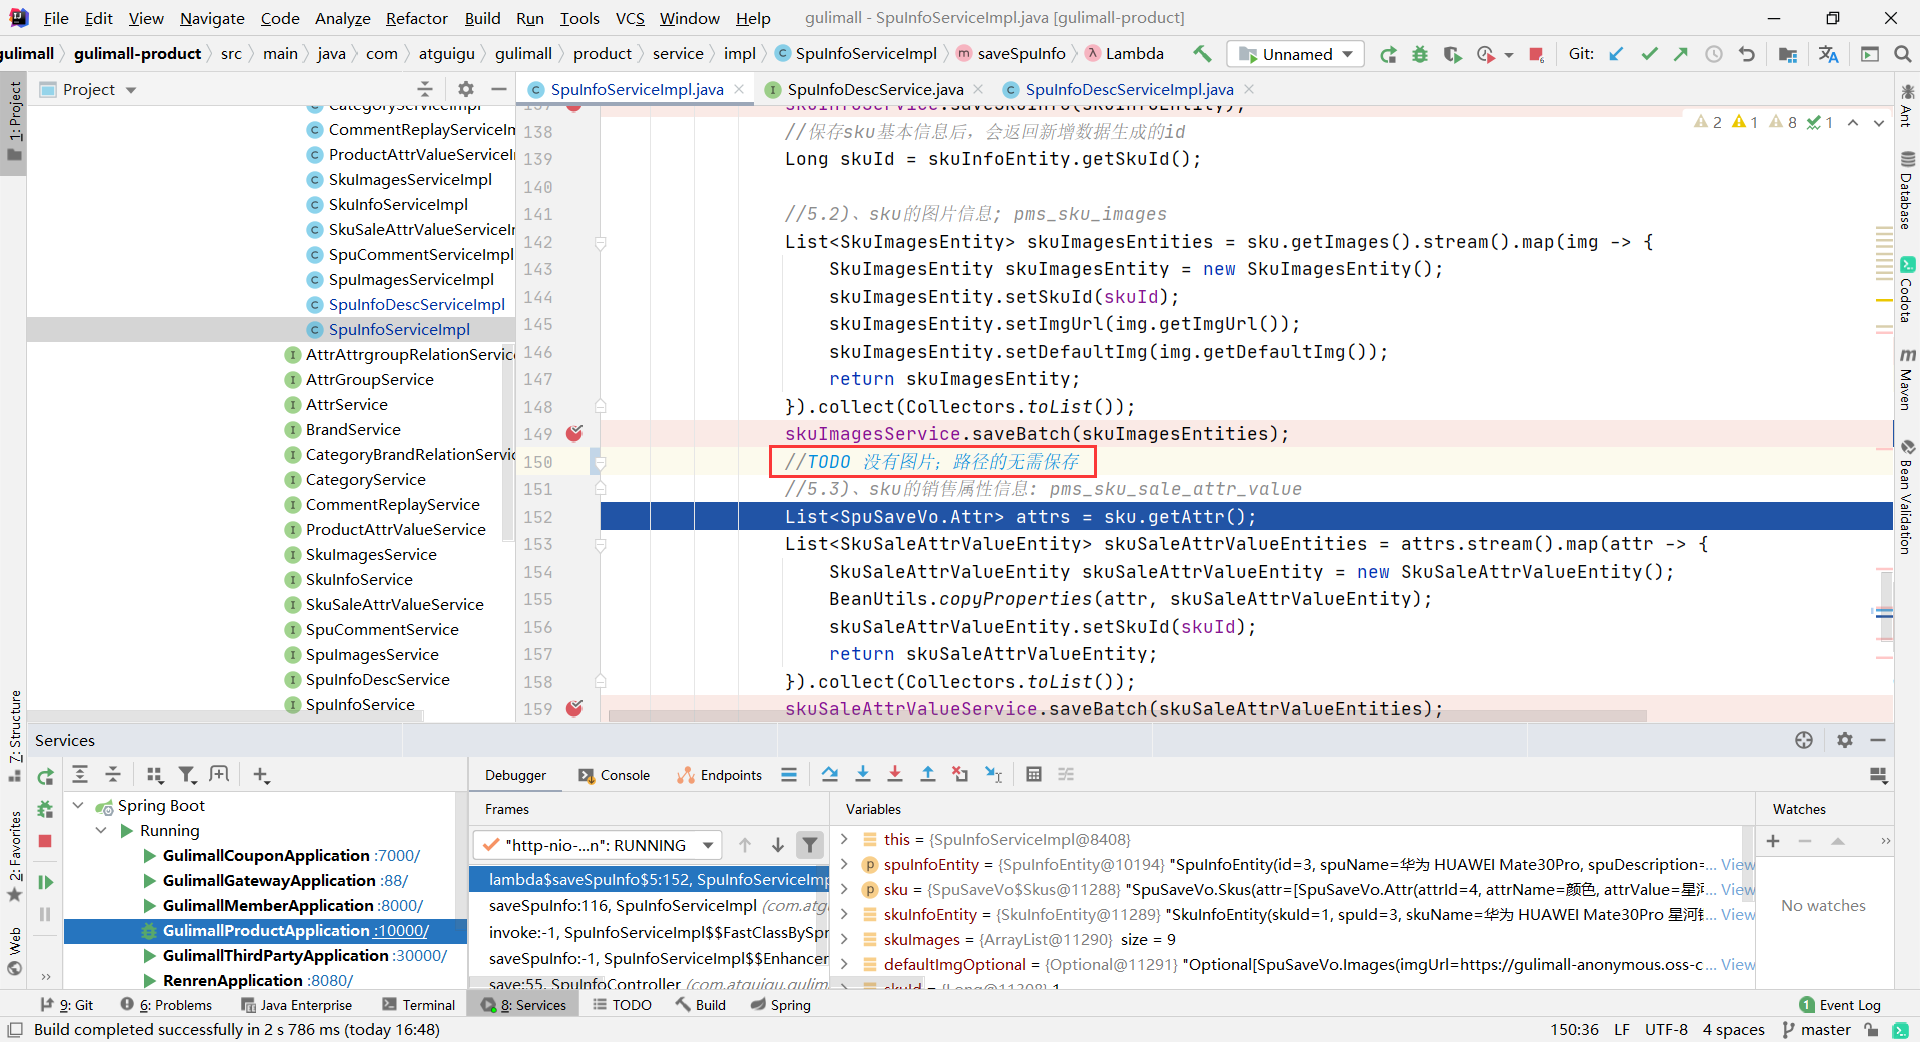 File Edit View Navigate Code Analyze Refactor Build Run Tools VCS Window Help gulimall - SpuInfoServiceImpl.java [gulimall-product]
gulimall gulimall-product src main java com atguigu gulimall product service impl SpuInfoServiceImpl saveSpuInfo Lambda Unnamed Git:
Project
SpuInfoServiceImpl.java SpuInfoDescService.java SpuInfoDescServiceImpl.java
1: Project
7: Structure
2: Favorites
Web
CategoryServiceImpl
CommentReplayServiceIm
ProductAttrValueServiceI
SkuImagesServiceImpl
SkuInfoServiceImpl
SkuSaleAttrValueServiceIr
SpuCommentServiceImpl
SpuImagesServiceImpl
SpuInfoDescServiceImpl
SpuInfoServiceImpl
AttrAttrgroupRelationService
AttrGroupService
AttrService
BrandService
CategoryBrandRelationServic
CategoryService
CommentReplayService
ProductAttrValueService
SkuImagesService
SkuInfoService
SkuSaleAttrValueService
SpuCommentService
SpuImagesService
SpuInfoDescService
SpuInfoService
2 1 8 1
137 skuInfoService.saveSkuInfo(skuInfoEntity);
138 //保存sku基本信息后，会返回新增数据生成的id
139 Long skuId = skuInfoEntity.getSkuId();
140
141 //5.2)、sku的图片信息; pms_sku_images
142 List<SkuImagesEntity> skuImagesEntities = sku.getImages().stream().map(img -> {
143 SkuImagesEntity skuImagesEntity = new SkuImagesEntity();
144 skuImagesEntity.setSkuId(skuId);
145 skuImagesEntity.setImgUrl(img.getImgUrl());
146 skuImagesEntity.setDefaultImg(img.getDefaultImg());
147 return skuImagesEntity;
148 }).collect(Collectors.toList());
149 skuImagesService.saveBatch(skuImagesEntities);
150 //TODO 没有图片; 路径的无需保存
151 //5.3)、sku的销售属性信息: pms_sku_sale_attr_value
152 List<SpuSaveVo.Attr> attrs = sku.getAttr();
153 List<SkuSaleAttrValueEntity> skuSaleAttrValueEntities = attrs.stream().map(attr -> {
154 SkuSaleAttrValueEntity skuSaleAttrValueEntity = new SkuSaleAttrValueEntity();
155 BeanUtils.copyProperties(attr, skuSaleAttrValueEntity);
156 skuSaleAttrValueEntity.setSkuId(skuId);
157 return skuSaleAttrValueEntity;
158 }).collect(Collectors.toList());
159 skuSaleAttrValueService.saveBatch(skuSaleAttrValueEntities);
Ant
Database
Codota
Maven
Bean Validation
Services
Spring Boot
Running
GulimallCouponApplication :7000/
GulimallGatewayApplication :88/
GulimallMemberApplication :8000/
GulimallProductApplication :10000/
GulimallThirdPartyApplication :30000/
RenrenApplication :8080/
Debugger Console Endpoints
Frames
"http-nio-...n": RUNNING
lambda$saveSpuInfo$5:152, SpuInfoServiceImp
saveSpuInfo:116, SpuInfoServiceImpl (com.atgu
invoke:-1, SpuInfoServiceImpl$$FastClassBySpr
saveSpuInfo:-1, SpuInfoServiceImpl$$Enhancer
save:55, SpuInfoController (com.atguigu.gulim
Variables
this = {SpuInfoServiceImpl@8408}
spuInfoEntity = {SpuInfoEntity@10194} "SpuInfoEntity(id=3, spuName=华为 HUAWEI Mate30Pro, spuDescription=... View
sku = {SpuSaveVo$Skus@11288} "SpuSaveVo.Skus(attr=[SpuSaveVo.Attr(attrId=4, attrName=颜色, attrValue=星河... View
skuInfoEntity = {SkuInfoEntity@11289} "SkuInfoEntity(skuId=1, spuId=3, skuName=华为 HUAWEI Mate30Pro 星河银... View
skuImages = {ArrayList@11290} size = 9
defaultImgOptional = {Optional@11291} "Optional[SpuSaveVo.Images(imgUrl=https://gulimall-anonymous.oss-c... View
skuId = {Long@11308} 1
Watches
No watches
9: Git 6: Problems Java Enterprise Terminal 8: Services TODO Build Spring 1 Event Log
Build completed successfully in 2 s 786 ms (today 16:48) 150:36 LF UTF-8 4 spaces master